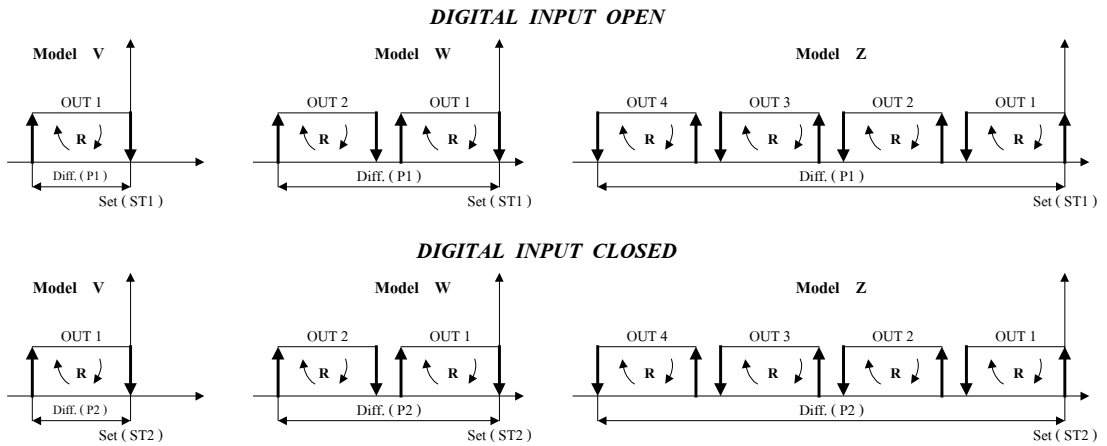 DIGITAL INPUT OPEN
Model V
Model W
Model Z
OUT 1
OUT 2 OUT 1
OUT 4 OUT 3 OUT 2 OUT 1
R
R R
R R R R
Diff. ( P1 )
Diff. ( P1 )
Diff. ( P1 )
Set ( ST1 )
Set ( ST1 )
Set ( ST1 )
DIGITAL INPUT CLOSED
Model V
Model W
Model Z
OUT 1
OUT 2 OUT 1
OUT 4 OUT 3 OUT 2 OUT 1
R
R R
R R R R
Diff. ( P2 )
Diff. ( P2 )
Diff. ( P2 )
Set ( ST2 )
Set ( ST2 )
Set ( ST2 )